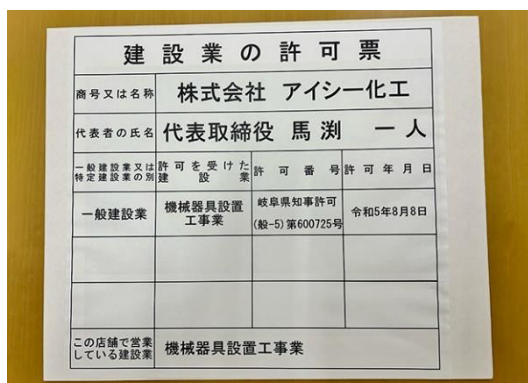 建設業の許可票
商号又は名称 株式会社 アイシー化工
代表者の氏名 代表取締役 馬渕 一人
一般建設業又は
特定建設業の別
許可を受けた
建設業
許可番号
許可年月日
一般建設業
機械器具設置
工事業
岐阜県知事許可
(般-5)第600725号
令和5年8月8日
この店舗で営業
している建設業
機械器具設置工事業